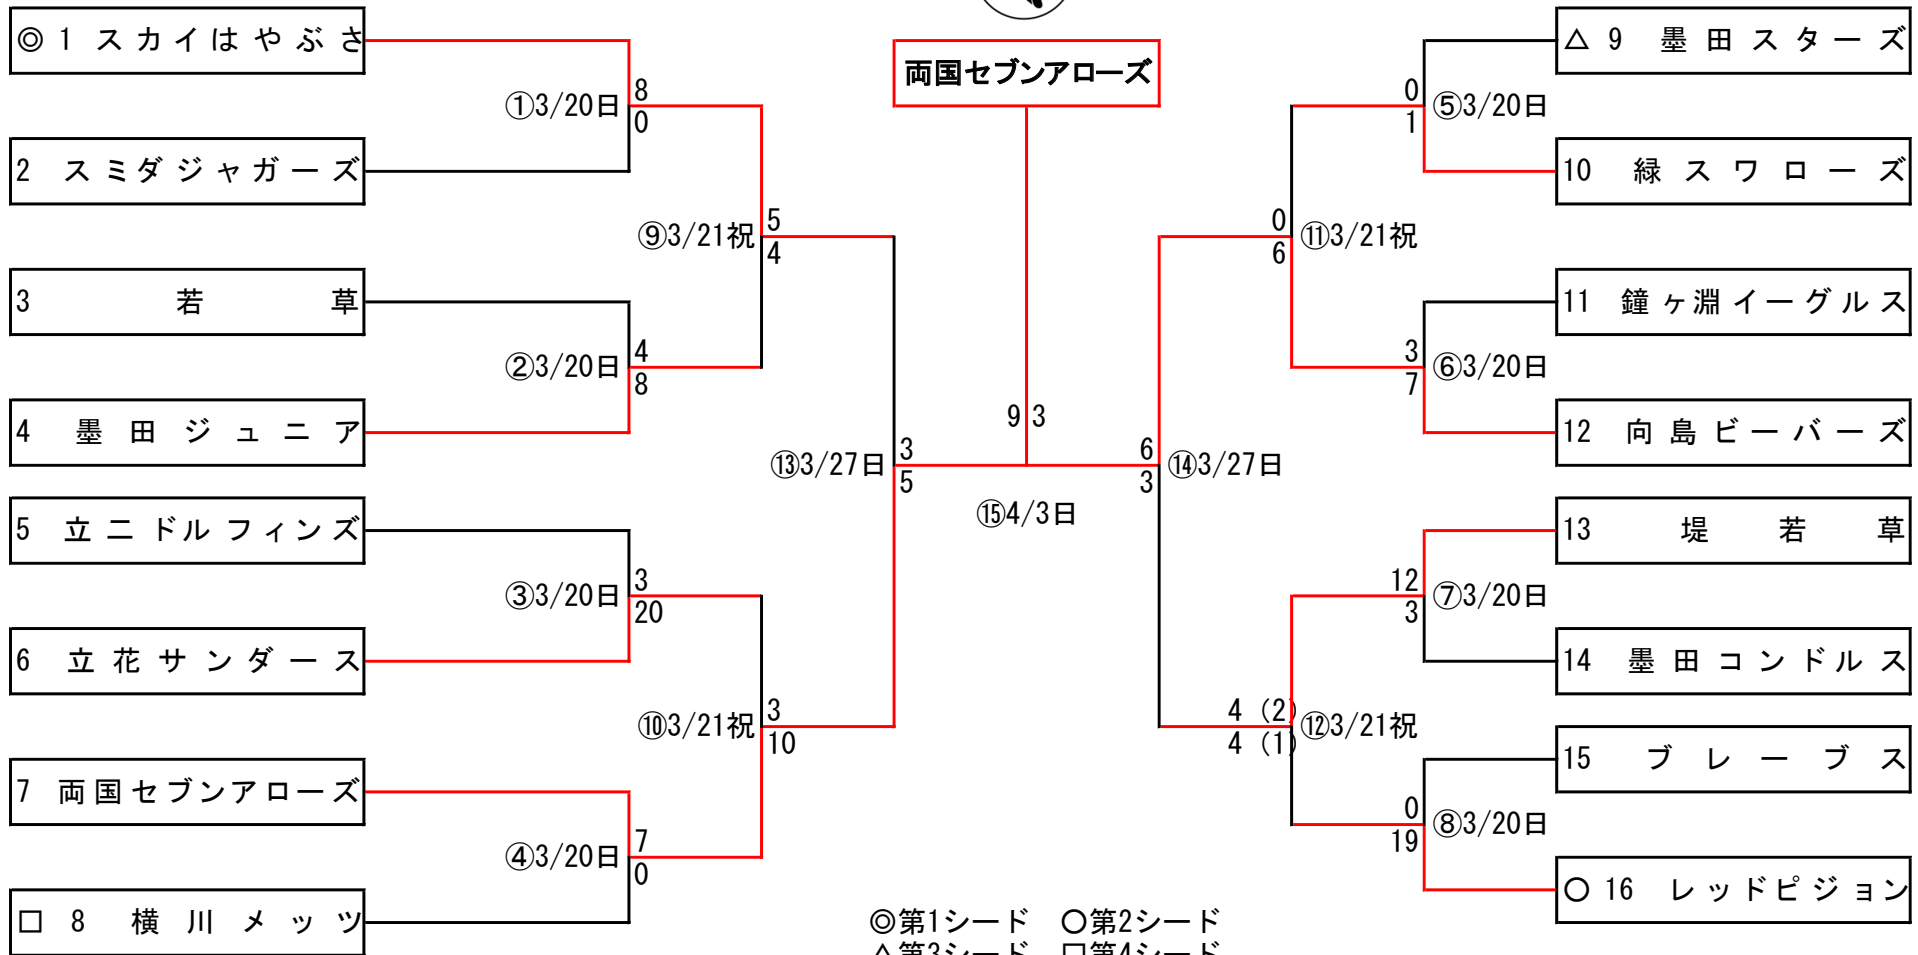 ◎ 1 スカイはやぶさ
①3/20日
8
0
2 スミダジャガーズ
⑨3/21祝
5
4
3 若草
②3/20日
4
8
4 墨田ジュニア
⑬3/27日
3
5
5 立二ドルフィンズ
③3/20日
3
20
6 立花サンダース
⑩3/21祝
3
10
7 両国セブンアローズ
④3/20日
7
0
□ 8 横川メッツ
両国セブンアローズ
9 3
⑮4/3日
△ 9 墨田スターズ
0
1
⑤3/20日
10 緑スワローズ
0
6
⑪3/21祝
11 鐘ヶ淵イーグルス
3
7
⑥3/20日
12 向島ビーバーズ
6
3
⑭3/27日
13 堤若草
12
3
⑦3/20日
14 墨田コンドルス
4 (2)
4 (1)
⑫3/21祝
15 ブレーブス
0
19
⑧3/20日
○ 16 レッドピジョン
◎第1シード ○第2シード
△第3シード □第4シード